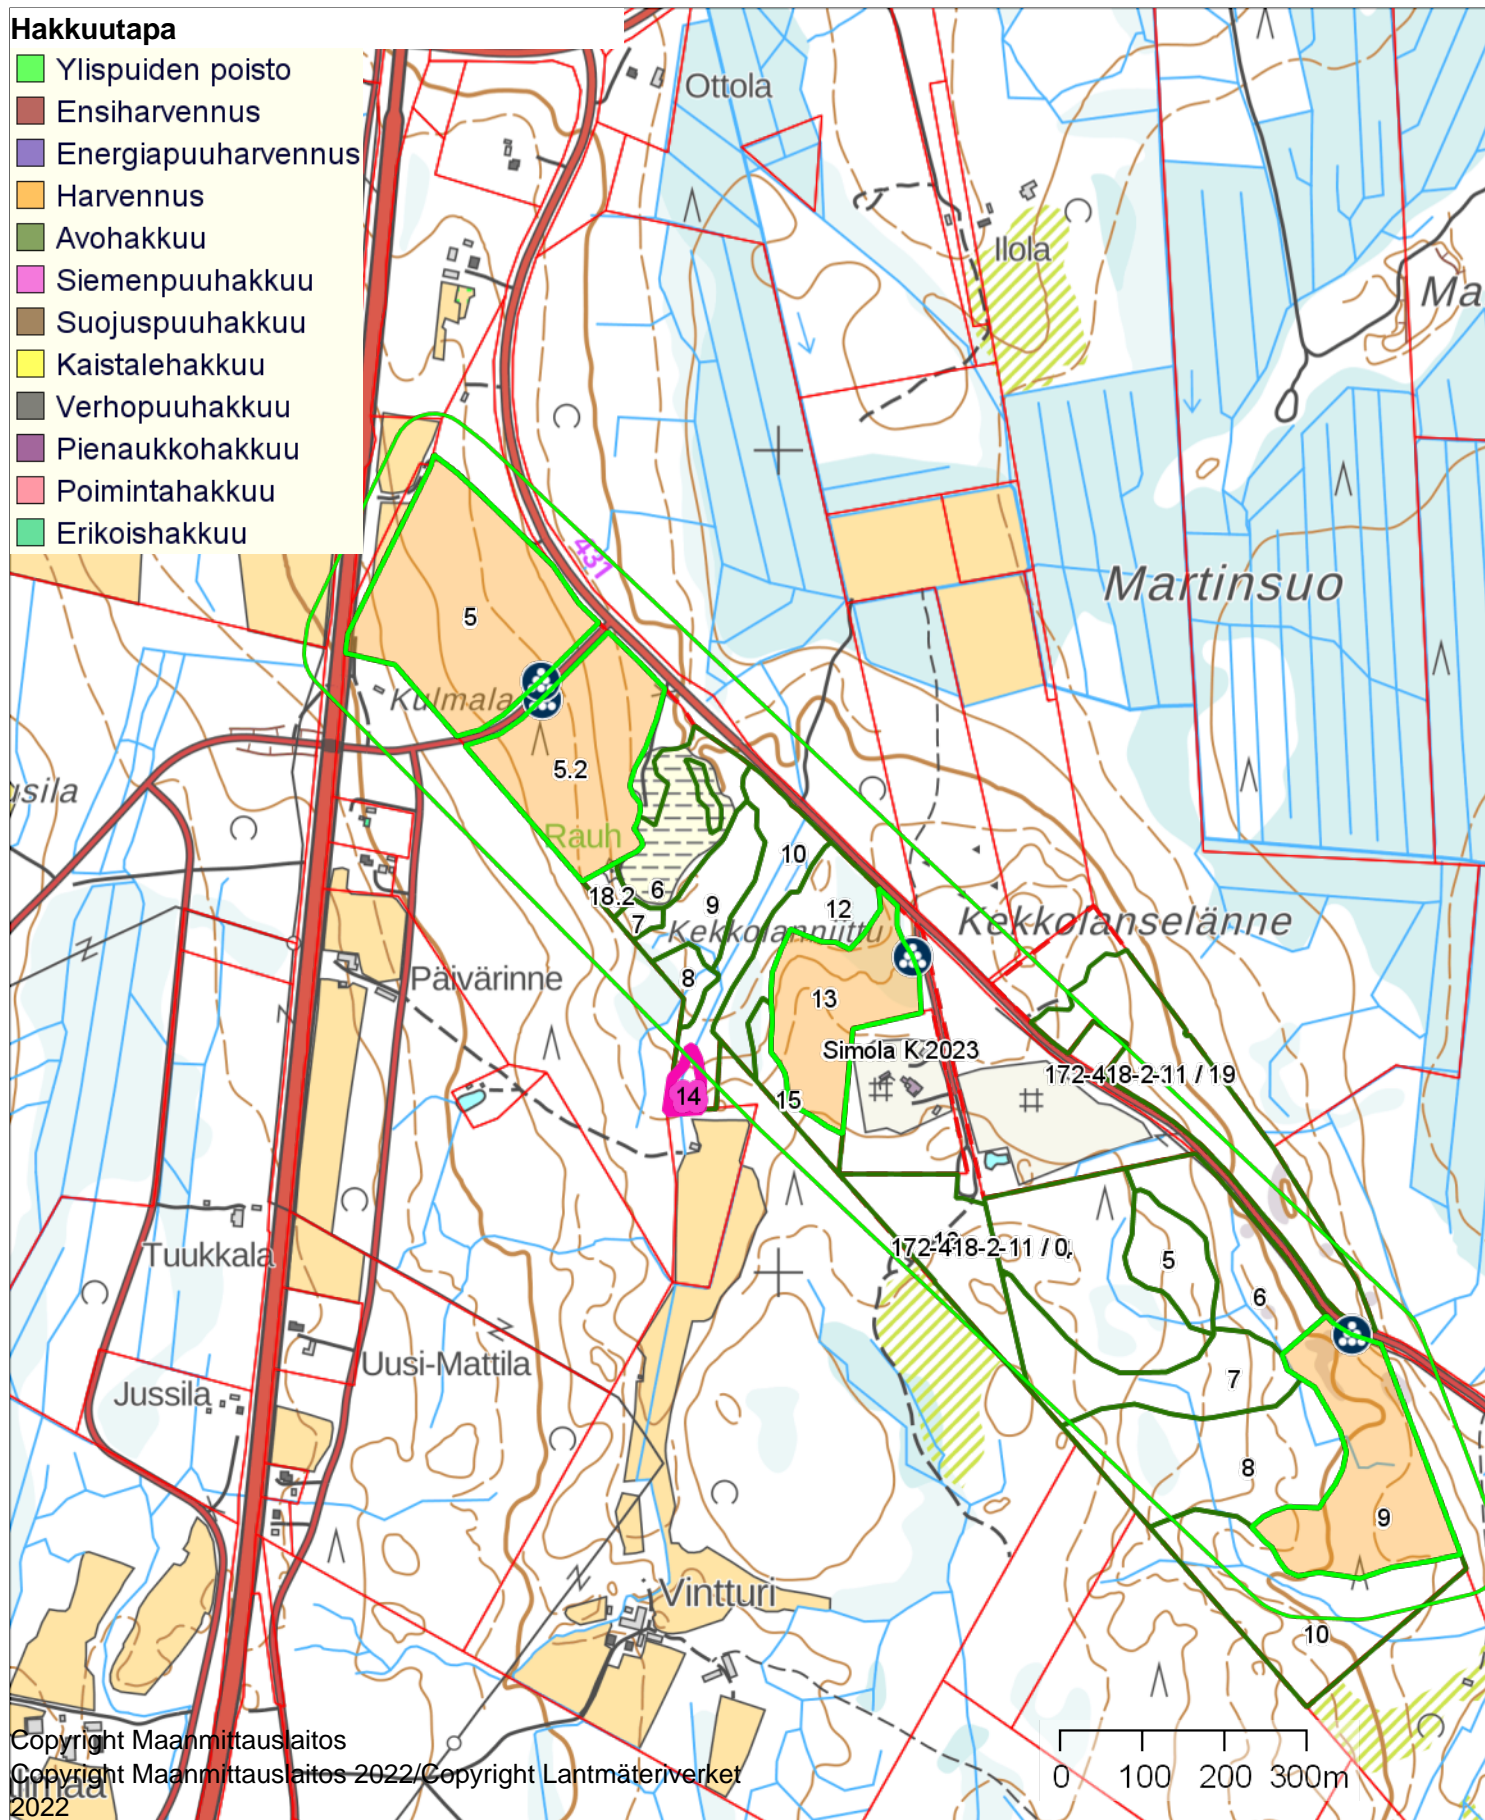 Hakkuutapa
Ylispuiden poisto
Ensiharvennus
Energiapuuharvennus
Harvennus
Avohakkuu
Siemenpuuhakkuu
Suojuspuuhakkuu
Kaistalehakkuu
Verhopuuhakkuu
Pienaukkohakkuu
Poimintahakkuu
Erikoishakkuu
Ottola
Ilola
Ma
431
Martinsuo
5
Kulmala
5.2
usila
Rauh
10
18.2
6
9
12
7
Kekkolanniittu
Kekkolanselänne
Päivärinne
8
13
Simola K 2023
172-418-2-11 / 19
14
15
Tuukkala
172-418-2-11 / 0
5
6
Uusi-Mattila
7
Jussila
8
9
Vintturi
10
Copyright Maanmittauslaitos
Copyright Maanmittauslaitos 2022/Copyright Lantmäteriverket
2022
0 100 200 300m